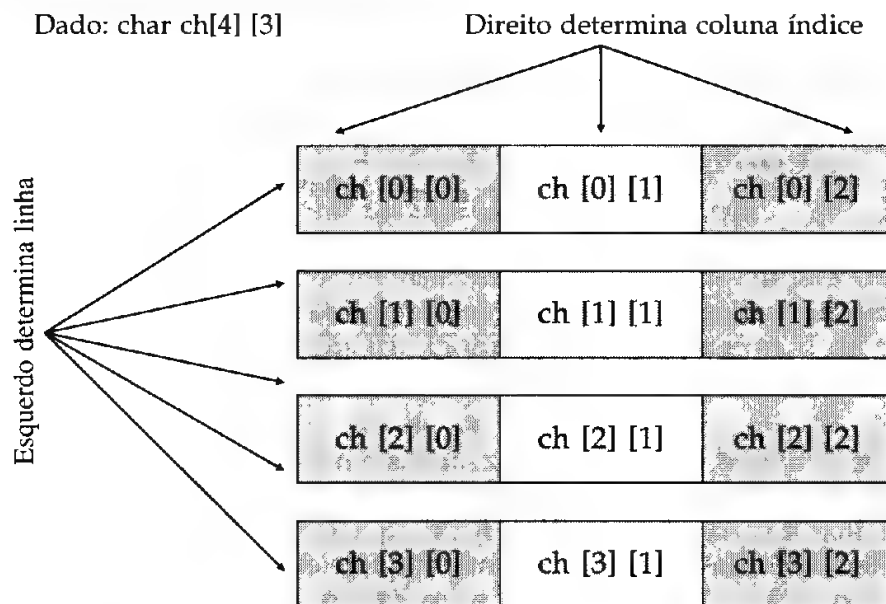 Dado: char ch[4] [3]
Direito determina coluna índice
Esquerdo determina linha
ch [0] [0] ch [0] [1] ch [0] [2]
ch [1] [0] ch [1] [1] ch [1] [2]
ch [2] [0] ch [2] [1] ch [2] [2]
ch [3] [0] ch [3] [1] ch [3] [2]